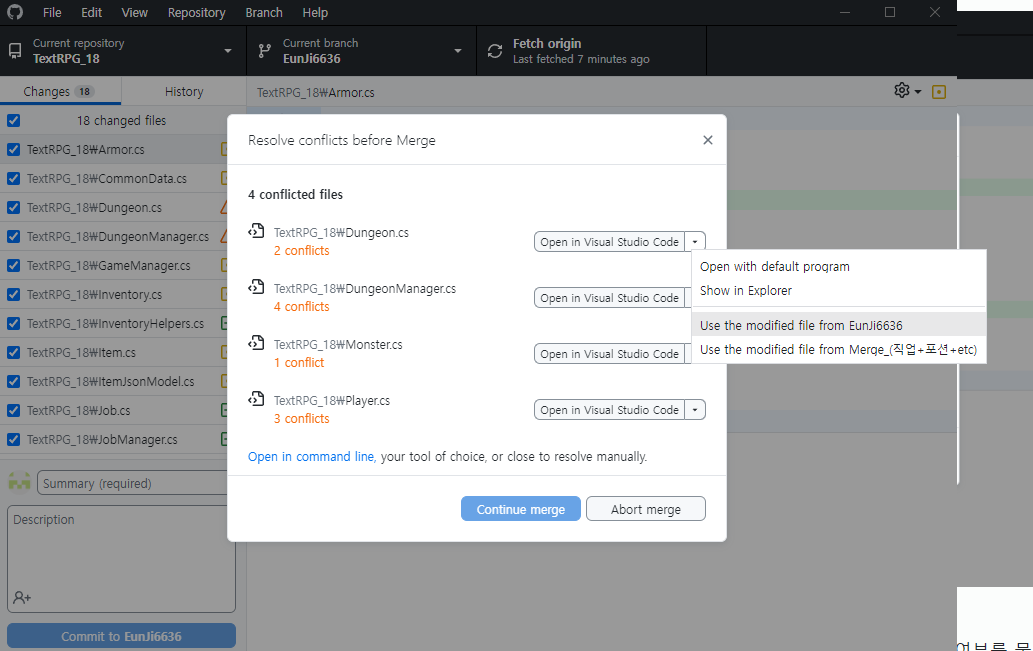 File Edit View Repository Branch Help
Current repository
TextRPG_18
Current branch
EunJi6636
Fetch origin
Last fetched 7 minutes ago
Changes 18
History
TextRPG_18₩Armor.cs
18 changed files
TextRPG_18₩Armor.cs
TextRPG_18₩CommonData.cs
TextRPG_18₩Dungeon.cs
TextRPG_18₩DungeonManager.cs
TextRPG_18₩GameManager.cs
TextRPG_18₩Inventory.cs
TextRPG_18₩InventoryHelpers.cs
TextRPG_18₩Item.cs
TextRPG_18₩ItemJsonModel.cs
TextRPG_18₩Job.cs
TextRPG_18₩JobManager.cs
Summary (required)
Description
Commit to EunJi6636
Resolve conflicts before Merge
4 conflicted files
TextRPG_18₩Dungeon.cs
2 conflicts
Open in Visual Studio Code
TextRPG_18₩DungeonManager.cs
4 conflicts
Open in Visual Studio Code
TextRPG_18₩Monster.cs
1 conflict
Open in Visual Studio Code
TextRPG_18₩Player.cs
3 conflicts
Open in Visual Studio Code
Open in command line, your tool of choice, or close to resolve manually.
Continue merge
Abort merge
Open with default program
Show in Explorer
Use the modified file from EunJi6636
Use the modified file from Merge_(직업+포션+etc)